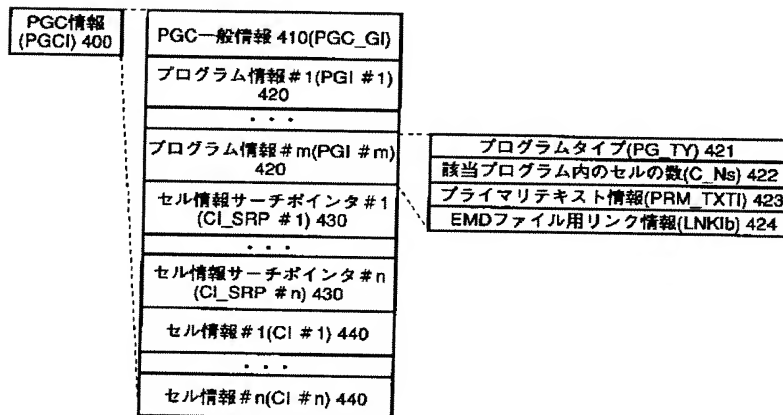 PGC情報
(PGCI) 400
PGC一般情報 410(PGC_GI)
プログラム情報#1(PGI #1)
420
・・・
プログラム情報#m(PGI #m)
420
セル情報サーチポインタ#1
(CI_SRP #1) 430
・・・
セル情報サーチポインタ#n
(CI_SRP #n) 430
セル情報#1(CI #1) 440
・・・
セル情報#n(CI #n) 440
プログラムタイプ(PG_TY) 421
該当プログラム内のセルの数(C_Ns) 422
プライマリテキスト情報(PRM_TXTI) 423
EMDファイル用リンク情報(LNKIb) 424